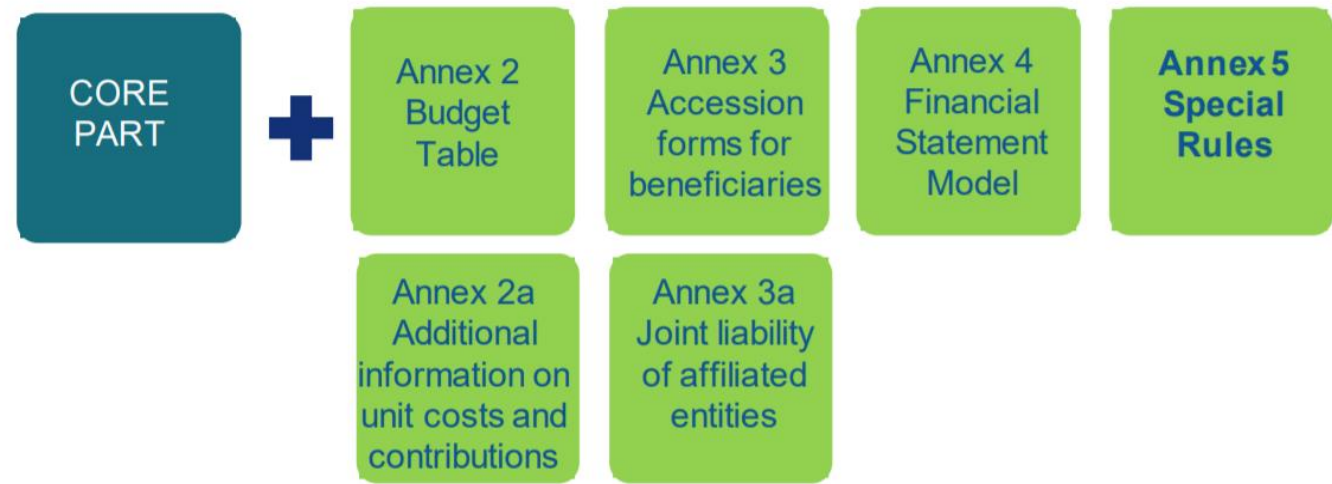 CORE
PART
Annex 2
Budget
Table
Annex 3
Accession
forms for
beneficiaries
Annex 4
Financial
Statement
Model
Annex 5
Special
Rules
Annex 2a
Additional
information on
unit costs and
contributions
Annex 3a
Joint liability
of affiliated
entities